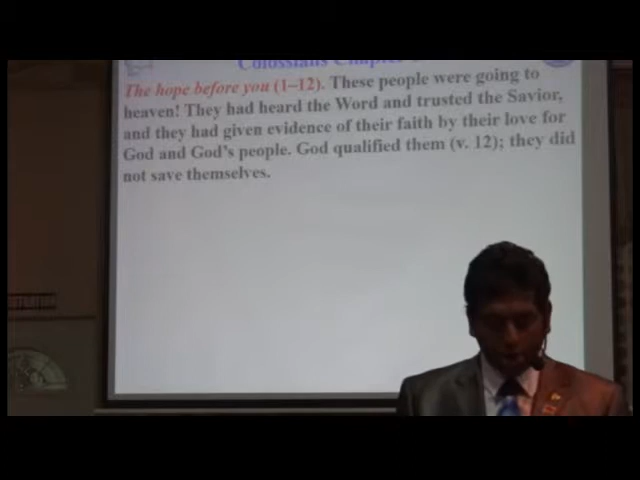 Colossians Chapter
The hope before you (1–12). These people were going to
heaven! They had heard the Word and trusted the Savior,
and they had given evidence of their faith by their love for
God and God's people. God qualified them (v. 12); they did
not save themselves.